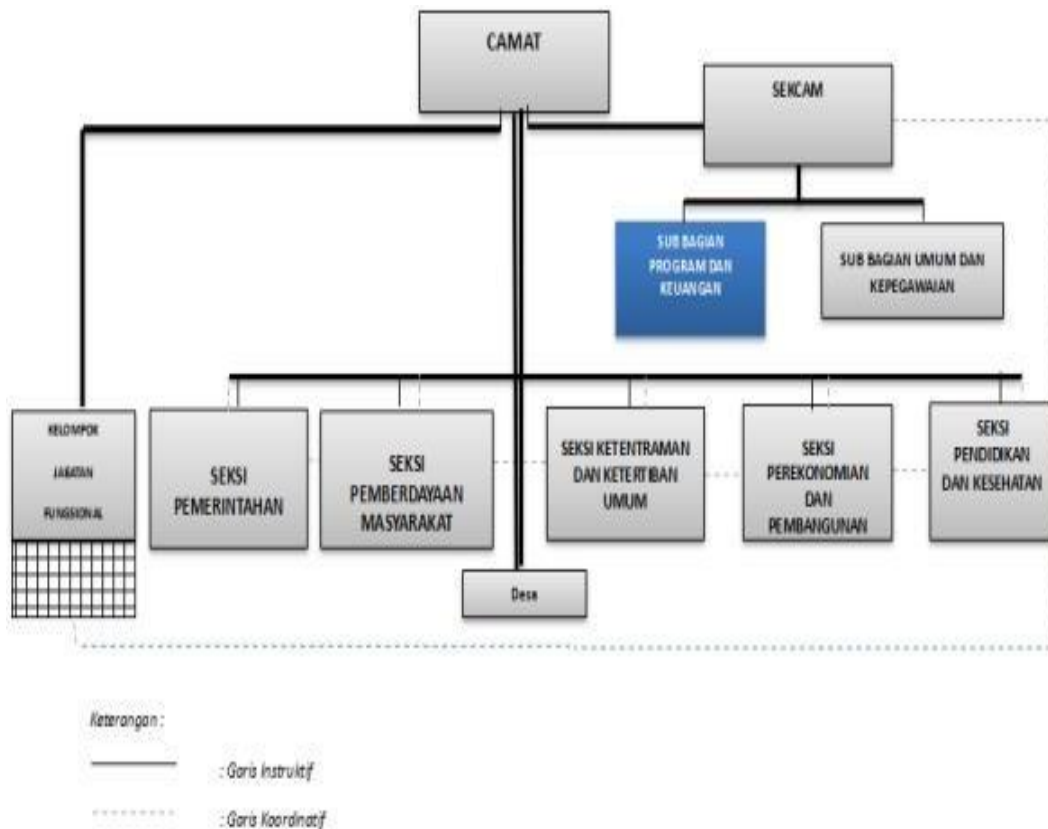 CAMAT
SEKCAM
SUB BAGIAN
PROGRAM DAN
KEUANGAN
SUB BAGIAN UMUM DAN
KEPEGAWAIAN
KELOMPOK
JABATAN
FUNGSIONAL
SEKSI
PEMERINTAHAN
SEKSI
PEMBERDAYAAN
MASYARAKAT
SEKSI KETENTRAMAN
DAN KETERTIBAN
UMUM
SEKSI
PEREKONOMIAN
DAN
PEMBANGUNAN
SEKSI
PENDIDIKAN
DAN KESEHATAN
Desa
Keterangan :
: Garis Instruktif
: Garis Koordinatif